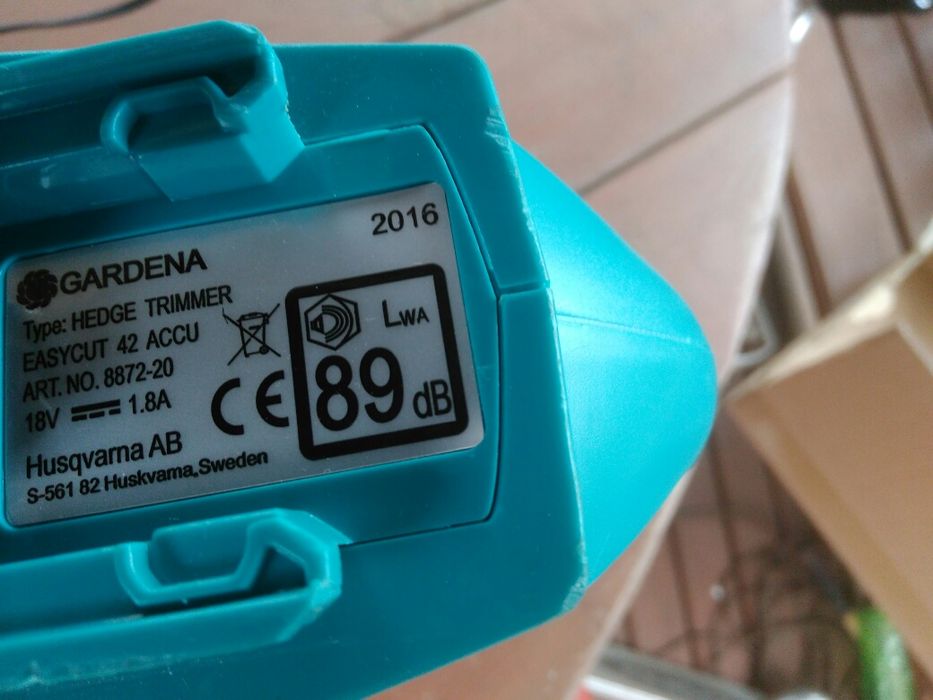 2016
GARDENA
Type: HEDGE TRIMMER
EASYCUT 42 ACCU
ART. NO. 8872-20
18V 1.8A
CE
LWA
89 dB
Husqvarna AB
S-561 82 Huskvarna, Sweden